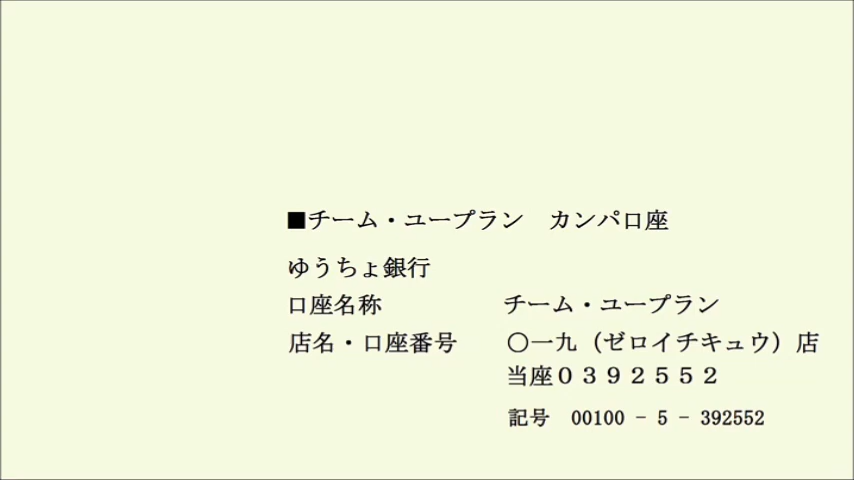 ■チーム・ユープラン　カンパ口座
ゆうちょ銀行
口座名称　チーム・ユープラン
店名・口座番号　〇一九（ゼロイチキュウ）店
当座０３９２５５２
記号　00100 − 5 − 392552